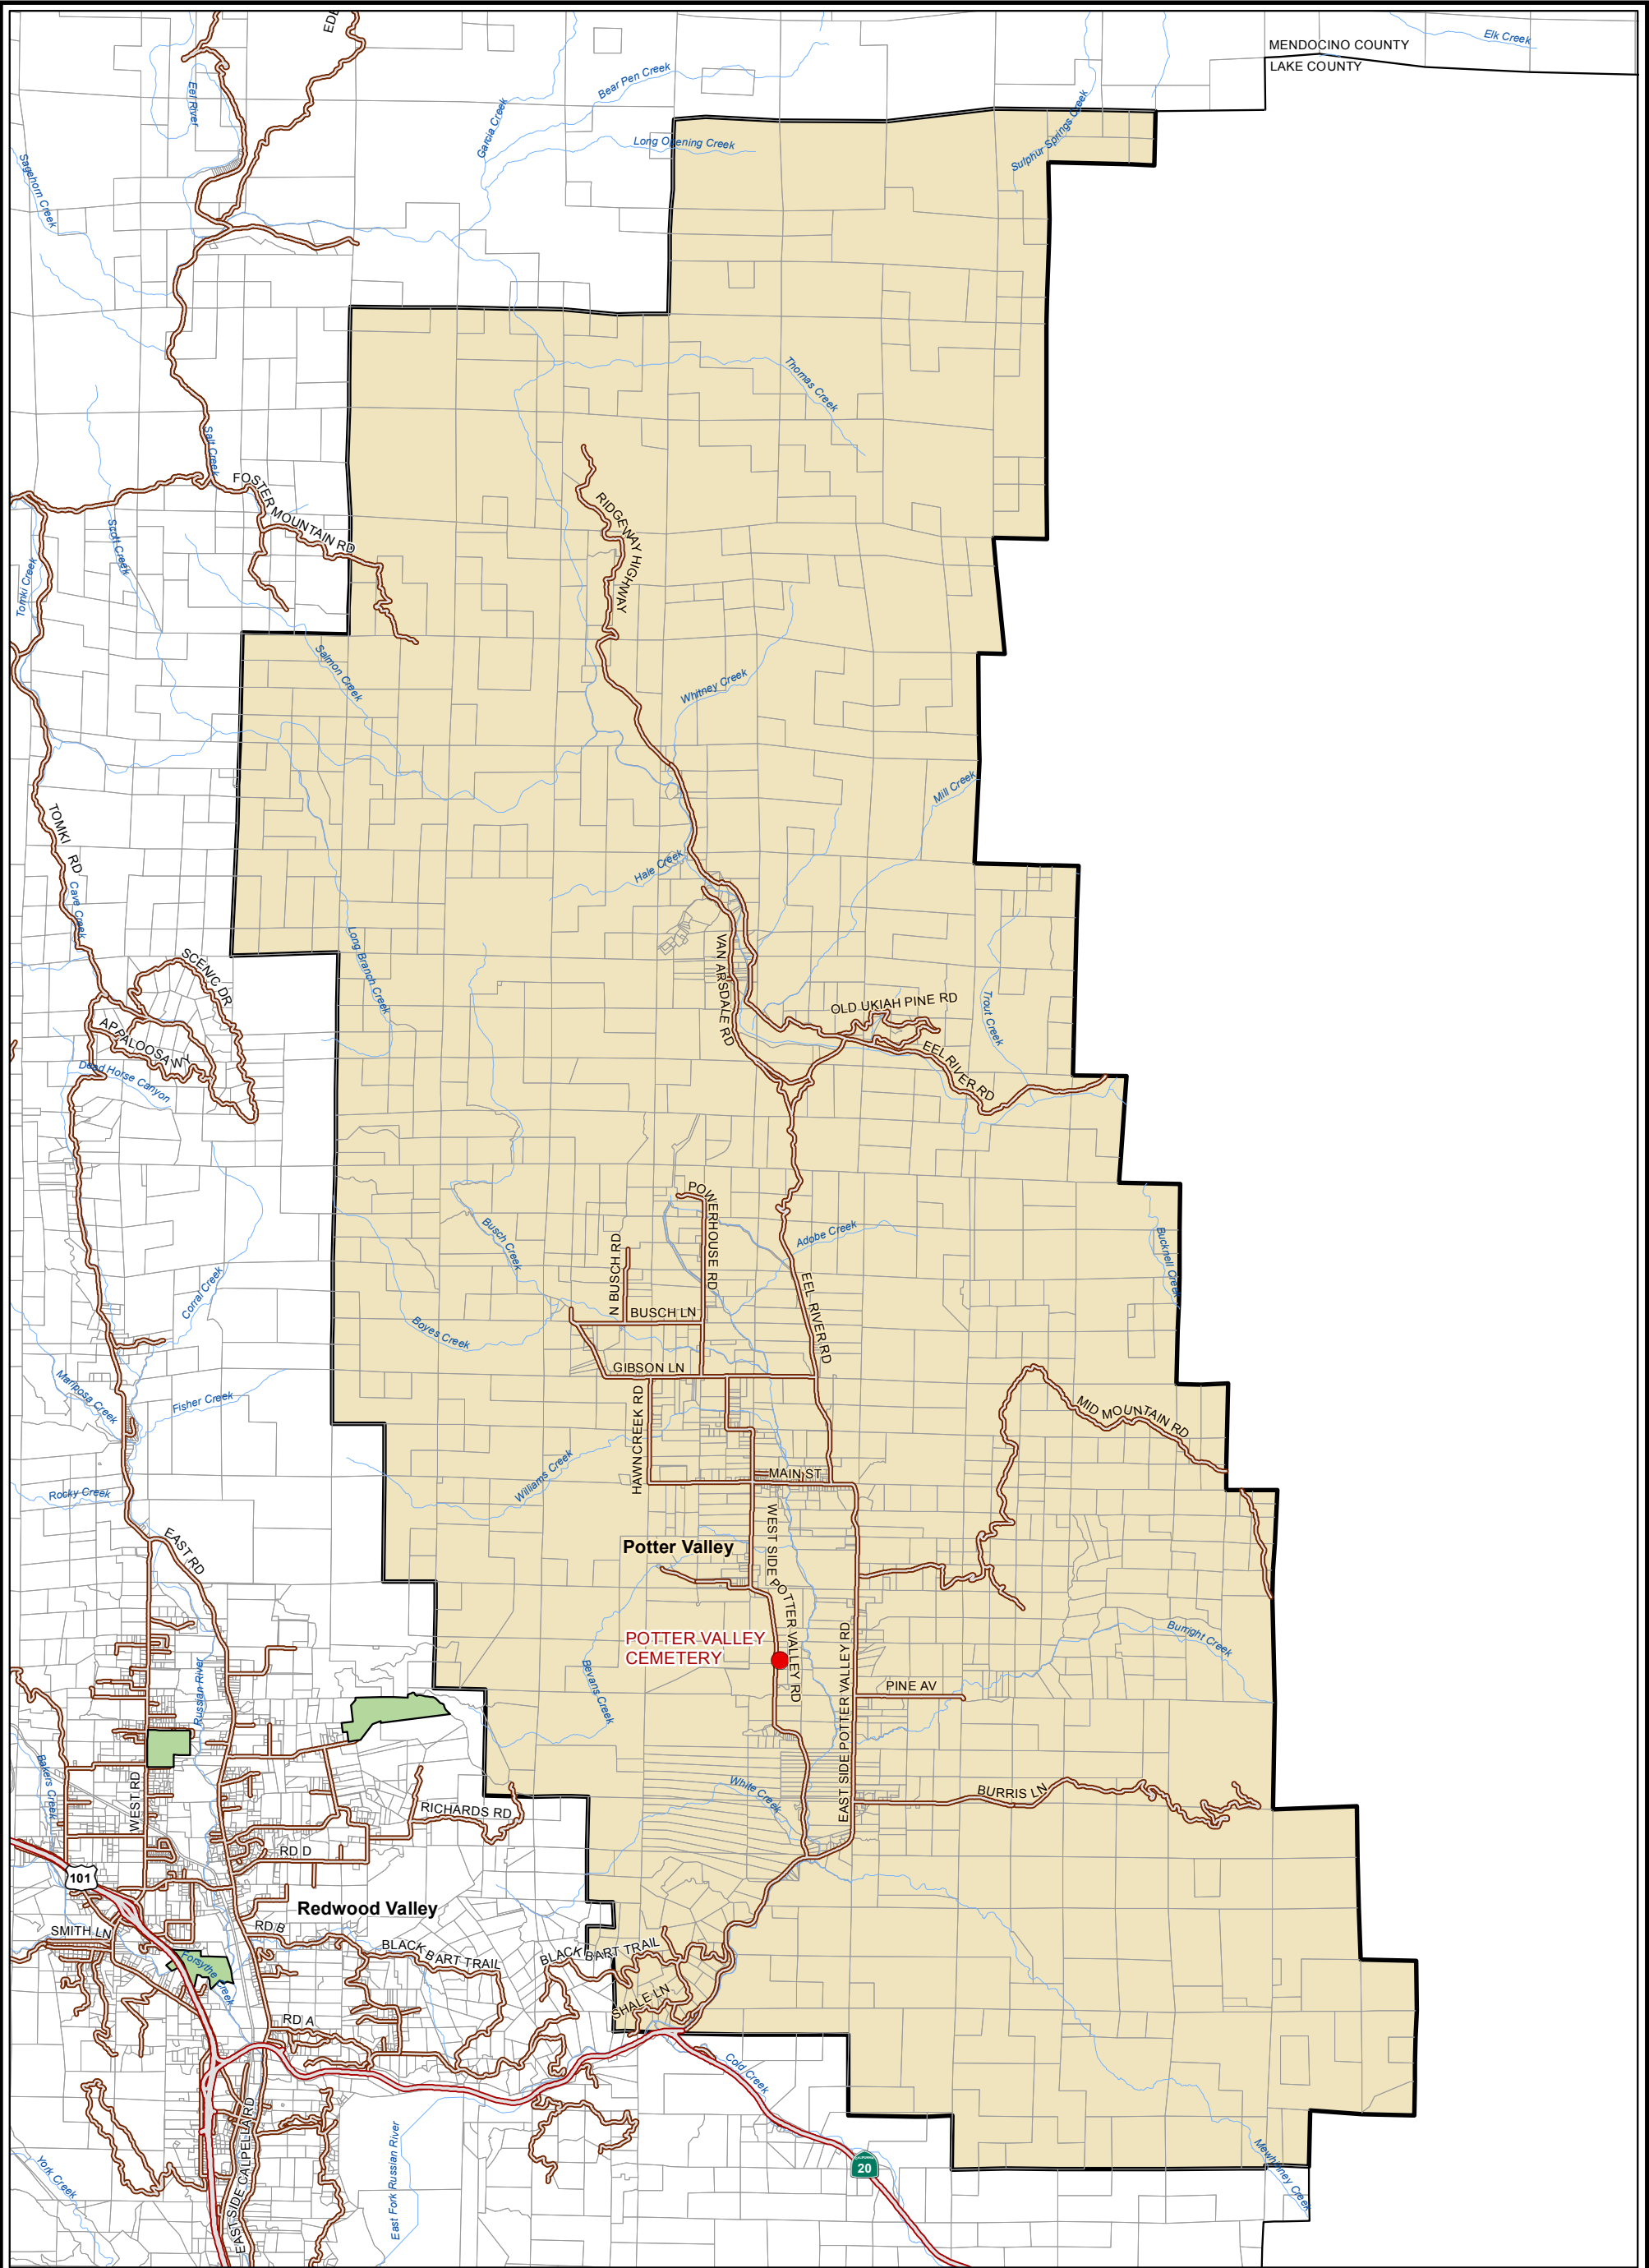 EDE
MENDOCINO COUNTY
LAKE COUNTY
Elk Creek
Eel River
Bear Pen Creek
Garcia Creek
Long Opening Creek
Sulphur Springs Creek
Sagehorn Creek
Thomas Creek
Salt Creek
FOSTER MOUNTAIN RD
RIDGEWAY HIGHWAY
Scott Creek
Tomki Creek
Salmon Creek
Whitney Creek
Mill Creek
TOMKI RD
Hale Creek
Cave Creek
Long Branch Creek
SCENIC DR
VAN ARSDALE RD
OLD UKIAH PINE RD
Trout Creek
APPALOOSA WY
EEL RIVER RD
Dead Horse Canyon
POWERHOUSE RD
Busch Creek
N BUSCH RD
Adobe Creek
Bucknell Creek
Corral Creek
EEL RIVER RD
BUSCH LN
Boyes Creek
GIBSON LN
Mariposa Creek
Fisher Creek
HAWNCREEK RD
MID MOUNTAIN RD
Williams Creek
MAIN ST
Rocky Creek
EAST RD
WEST SIDE POTTER VALLEY RD
Potter Valley
POTTER VALLEY
CEMETERY
Burright Creek
Russian River
Bevans Creek
EAST SIDE POTTER VALLEY RD
PINE AV
Bakers Creek
WEST RD
White Creek
BURRIS LN
RICHARDS RD
RD D
101
Redwood Valley
SMITH LN
RD B
BLACK BART TRAIL
BLACK BART TRAIL
Forsythe Creek
SHALE LN
RD A
Cold Creek
EAST SIDE CALPELLA RD
East Fork Russian River
York Creek
20
Mewhinney Creek